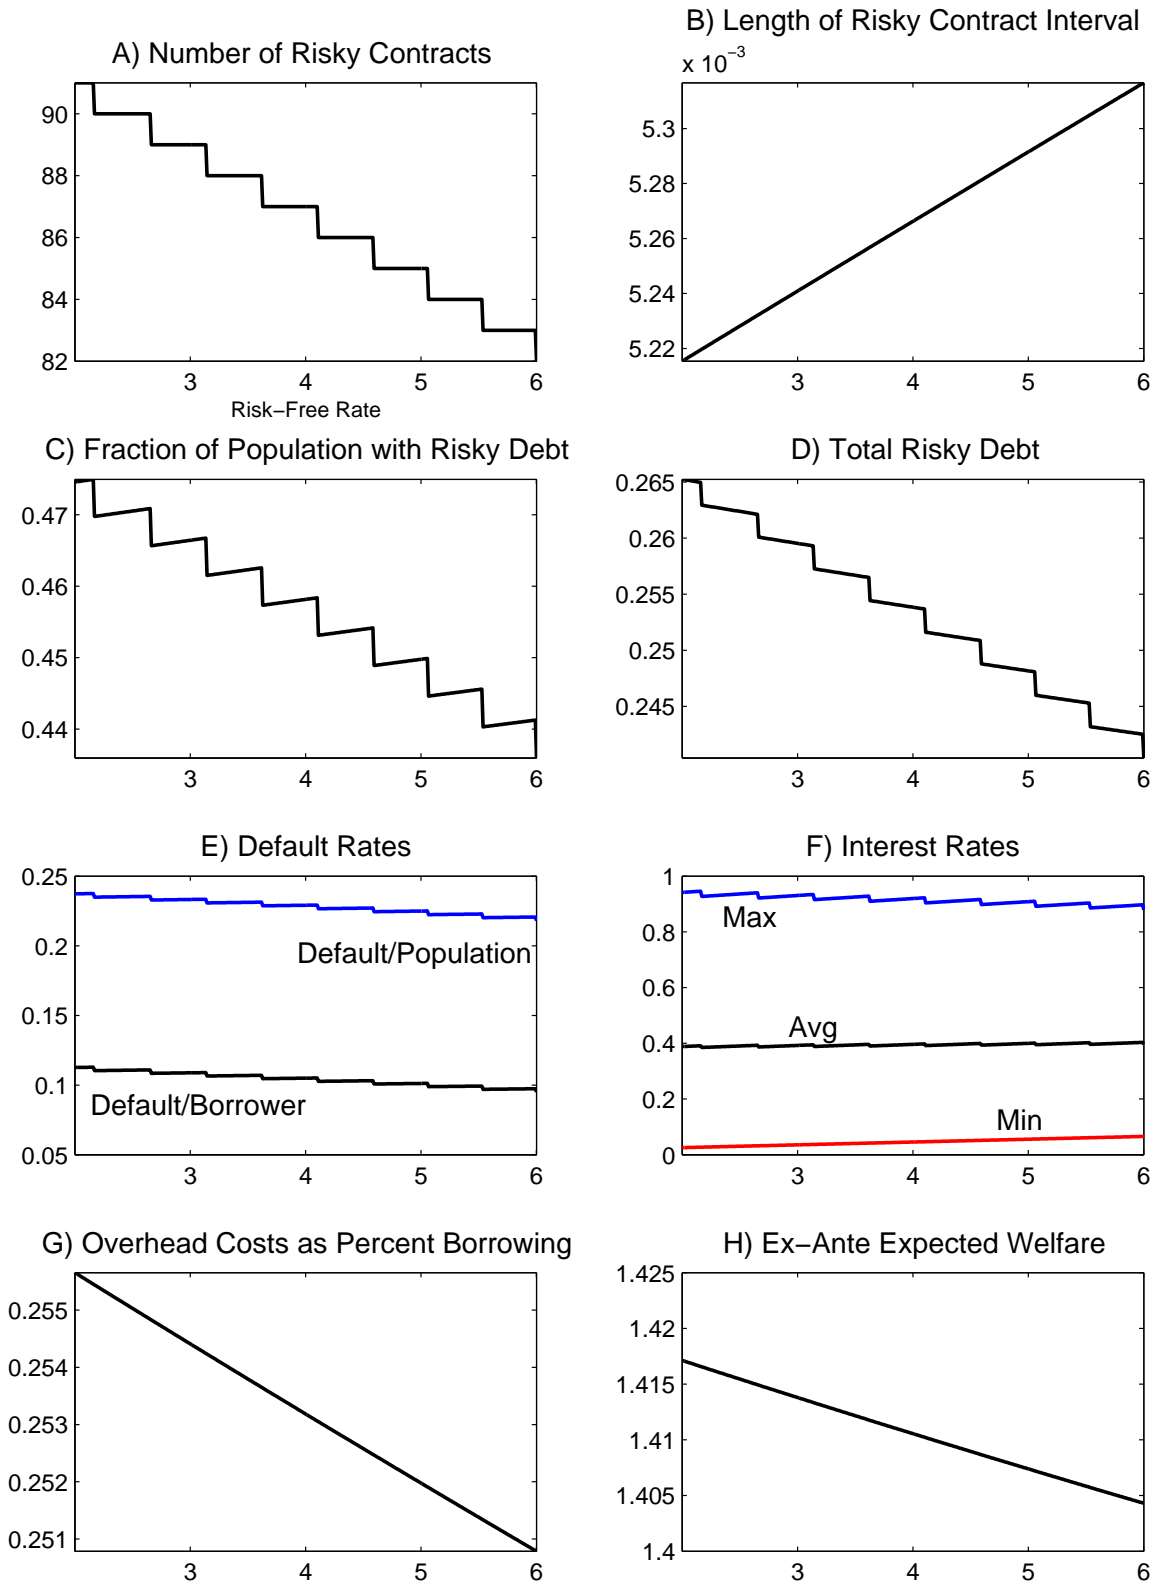 A) Number of Risky Contracts
90
88
86
84
82
3 4 5 6
Risk−Free Rate
B) Length of Risky Contract Interval
x 10−3
5.3
5.28
5.26
5.24
5.22
3 4 5 6
C) Fraction of Population with Risky Debt
0.47
0.46
0.45
0.44
3 4 5 6
D) Total Risky Debt
0.265
0.26
0.255
0.25
0.245
3 4 5 6
E) Default Rates
0.25
0.2
0.15
0.1
0.05
Default/Population
Default/Borrower
3 4 5 6
F) Interest Rates
1
0.8
0.6
0.4
0.2
0
Max
Avg
Min
3 4 5 6
G) Overhead Costs as Percent Borrowing
0.255
0.254
0.253
0.252
0.251
3 4 5 6
H) Ex−Ante Expected Welfare
1.425
1.42
1.415
1.41
1.405
1.4
3 4 5 6